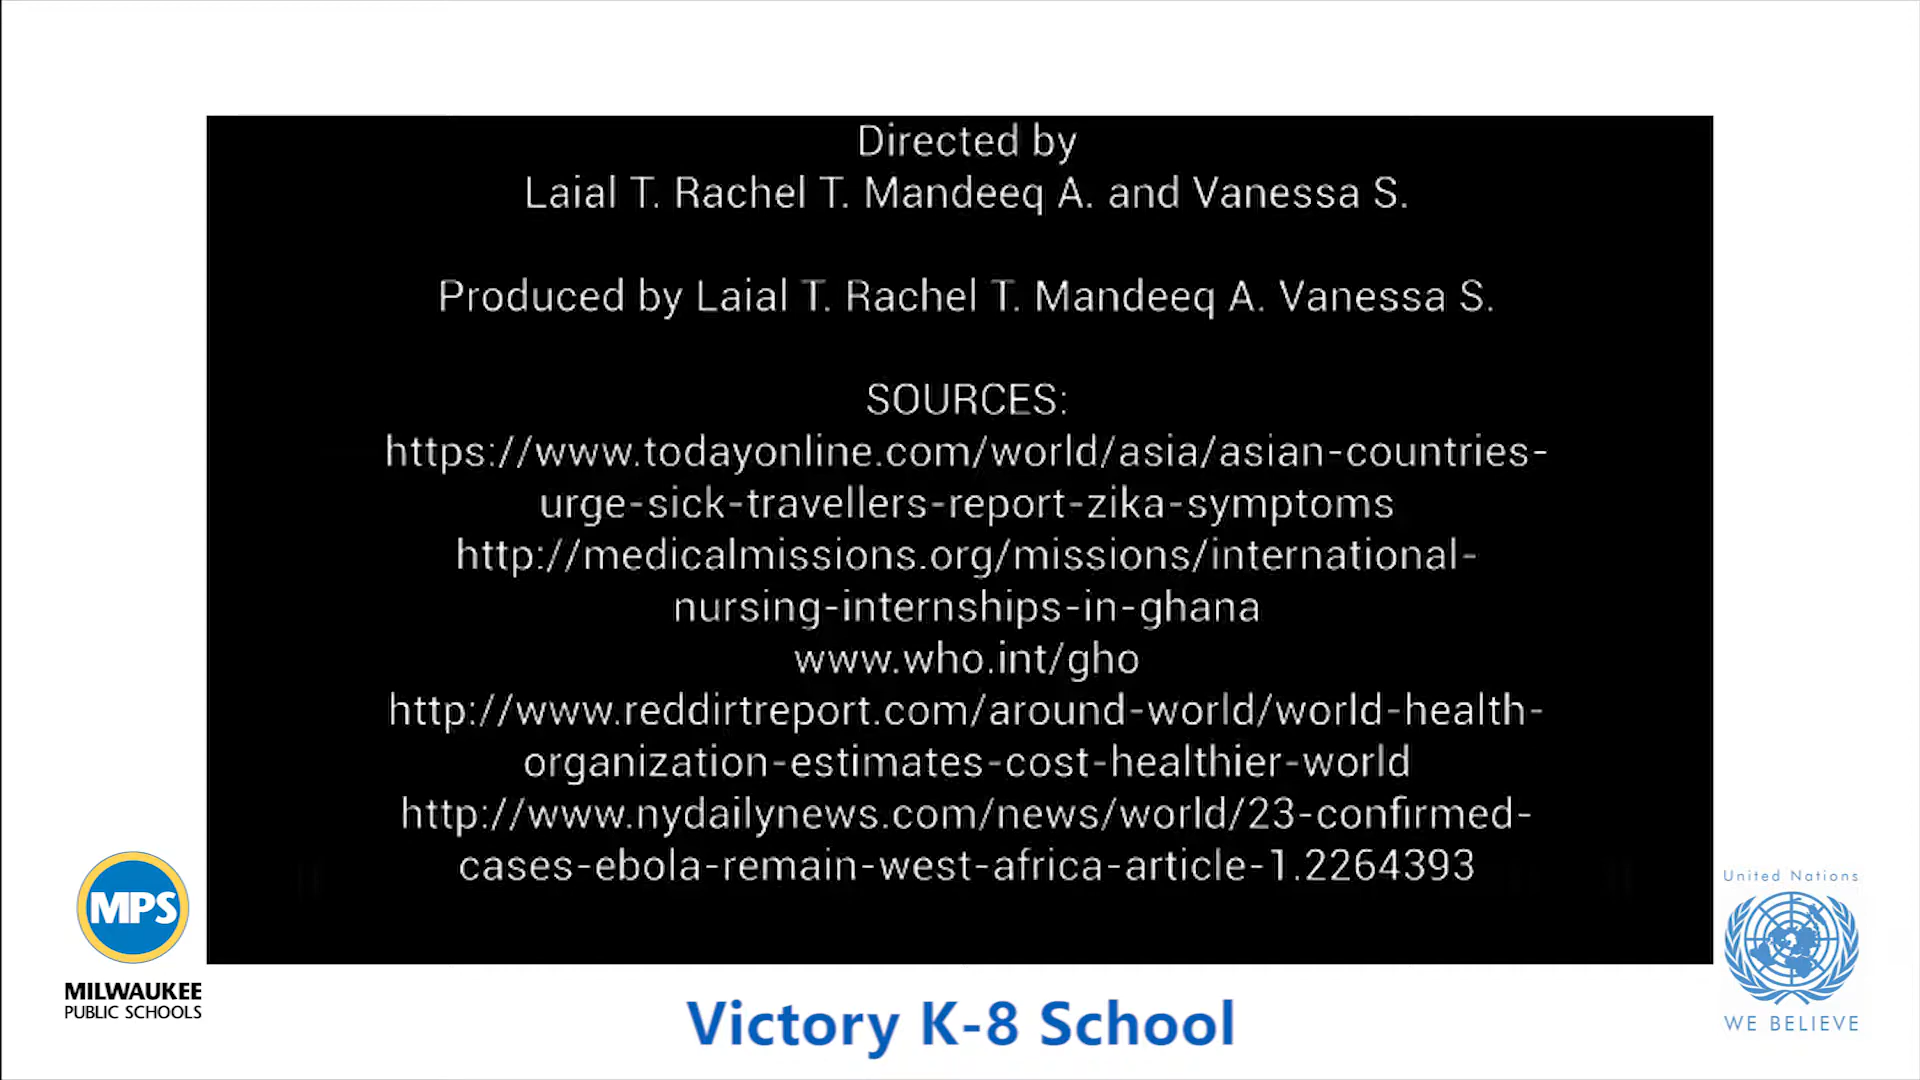 Directed by
Laial T. Rachel T. Mandeeq A. and Vanessa S.
Produced by Laial T. Rachel T. Mandeeq A. Vanessa S.
SOURCES:
https://www.todayonline.com/world/asia/asian-countries-
urge-sick-travellers-report-zika-symptoms
http://medicalmissions.org/missions/international-
nursing-internships-in-ghana
www.who.int/gho
http://www.reddirtreport.com/around-world/world-health-
organization-estimates-cost-healthier-world
http://www.nydailynews.com/news/world/23-confirmed-
cases-ebola-remain-west-africa-article-1.2264393
MPS
MILWAUKEE
PUBLIC SCHOOLS
Victory K-8 School
United Nations
WE BELIEVE